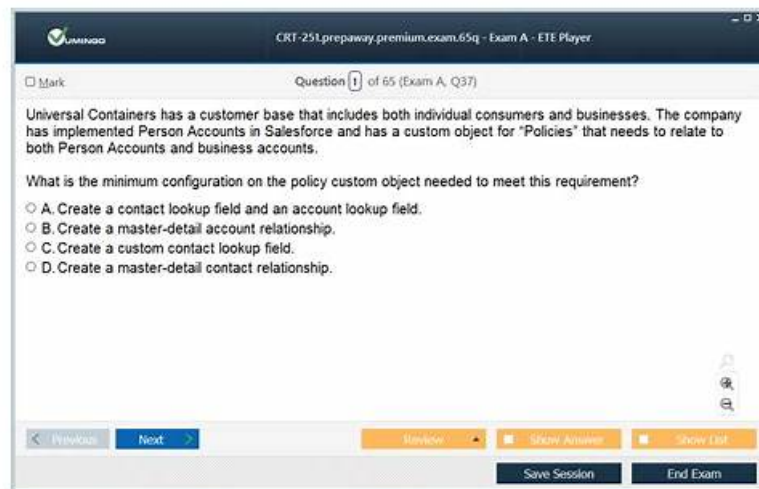 VUMINGO
CRT-251.prepaway.premium.exam.65q - Exam A - ETE Player
Mark
Question 1 of 65 (Exam A, Q37)
Universal Containers has a customer base that includes both individual consumers and businesses. The company
has implemented Person Accounts in Salesforce and has a custom object for "Policies" that needs to relate to
both Person Accounts and business accounts.
What is the minimum configuration on the policy custom object needed to meet this requirement?
A. Create a contact lookup field and an account lookup field.
B. Create a master-detail account relationship.
C. Create a custom contact lookup field.
D. Create a master-detail contact relationship.
< Previous
Next >
Review
Show Answer
Show List
Save Session
End Exam